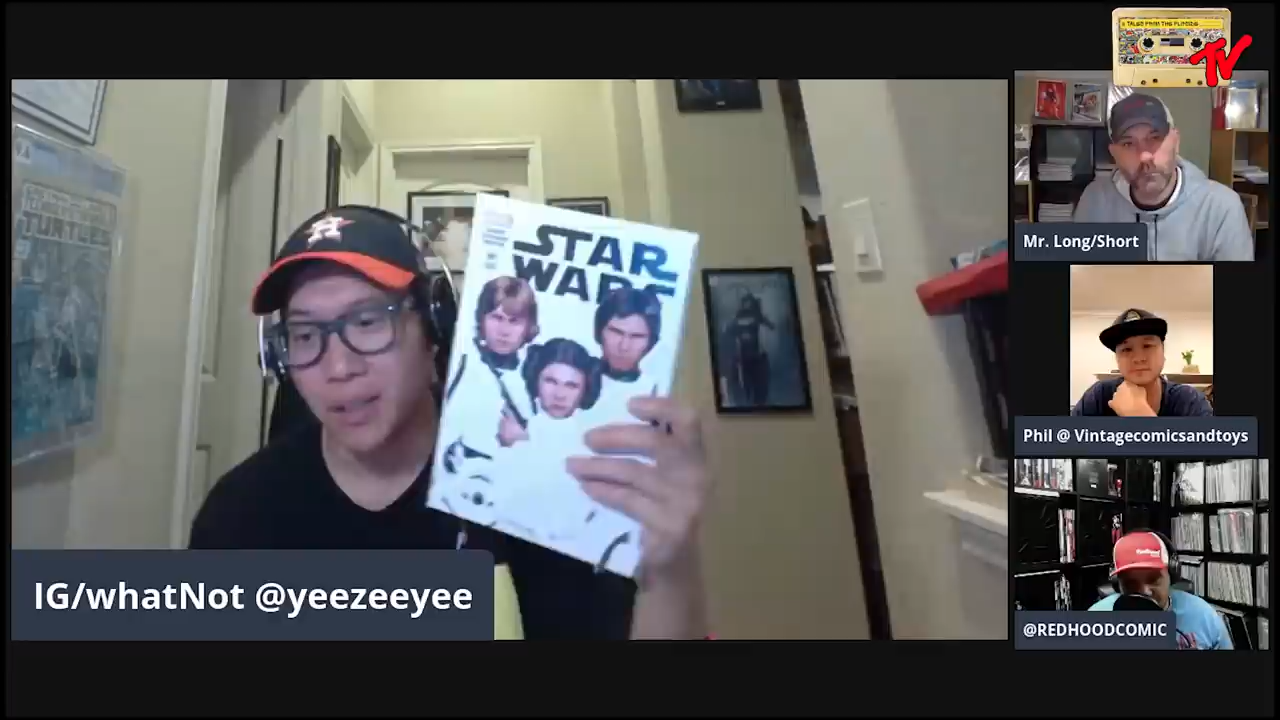 TALES FROM THE FLIPSIDE
TV
TURTLES
STAR
WARS
Mr. Long/Short
Phil @ Vintagecomicsandtoys
IG/whatNot @yeezeeyee
@REDHOODCOMIC